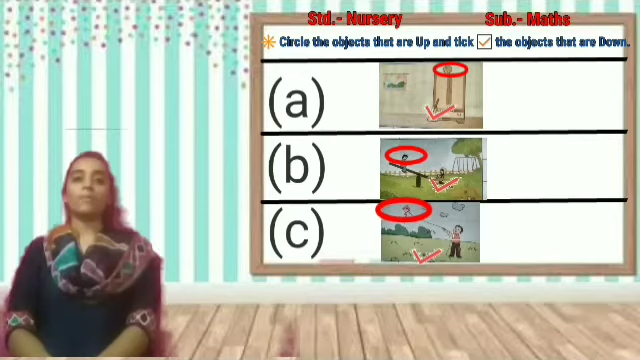 Std.- Nursery Sub.- Maths
Circle the objects that are Up and tick the objects that are Down.
(a)
(b)
(c)